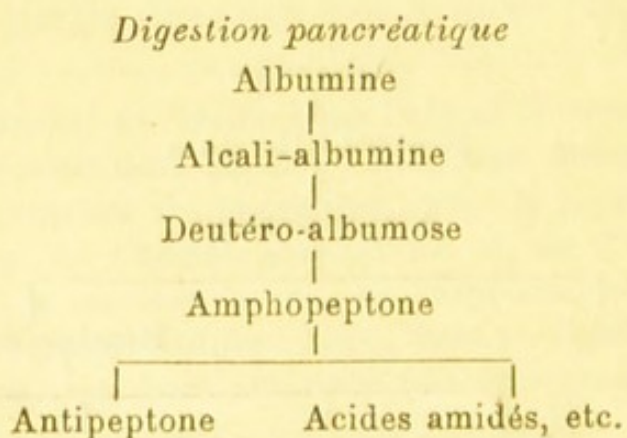 Digestion pancréatique
Albumine
Alcali-albumine
Deutéro-albumose
Amphopeptone
Antipeptone Acides amidés, etc.